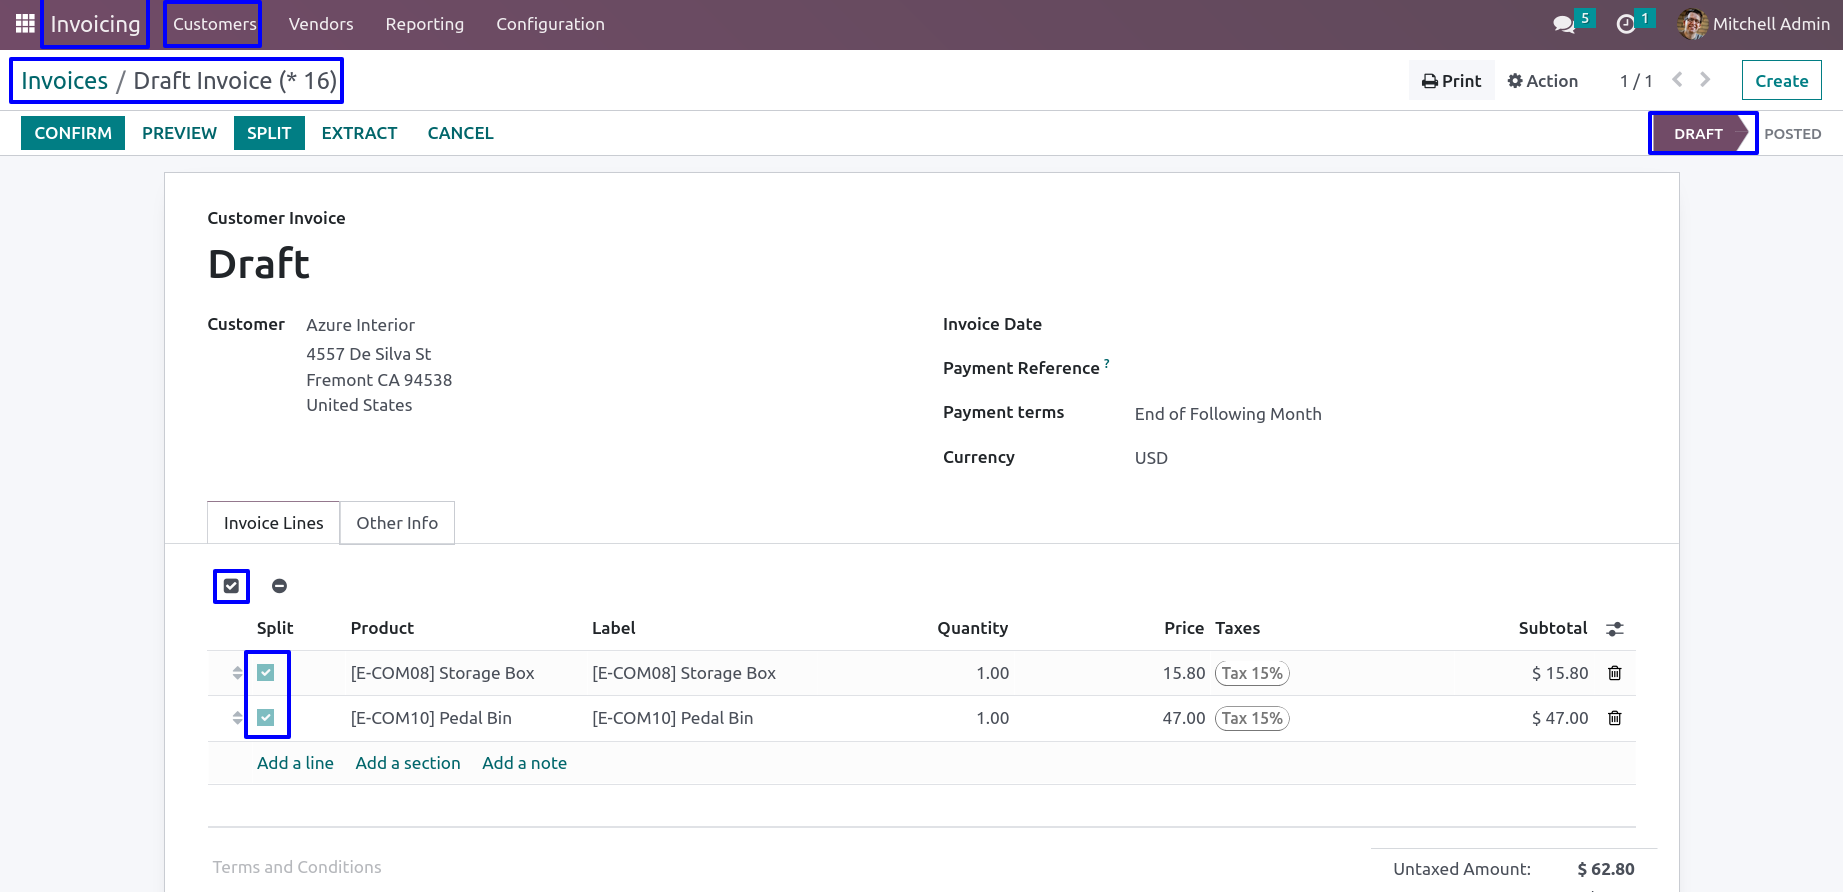 Invoicing Customers Vendors Reporting Configuration 5 1 Mitchell Admin
Invoices / Draft Invoice (* 16) Print Action 1 / 1 Create
CONFIRM PREVIEW SPLIT EXTRACT CANCEL DRAFT POSTED
Customer Invoice
Draft
Customer Azure Interior Invoice Date
4557 De Silva St
Fremont CA 94538 Payment Reference ?
United States
Payment terms End of Following Month
Currency USD
Invoice Lines Other Info
Split Product Label Quantity Price Taxes Subtotal
[E-COM08] Storage Box [E-COM08] Storage Box 1.00 15.80 Tax 15% $ 15.80
[E-COM10] Pedal Bin [E-COM10] Pedal Bin 1.00 47.00 Tax 15% $ 47.00
Add a line Add a section Add a note
Terms and Conditions Untaxed Amount: $ 62.80